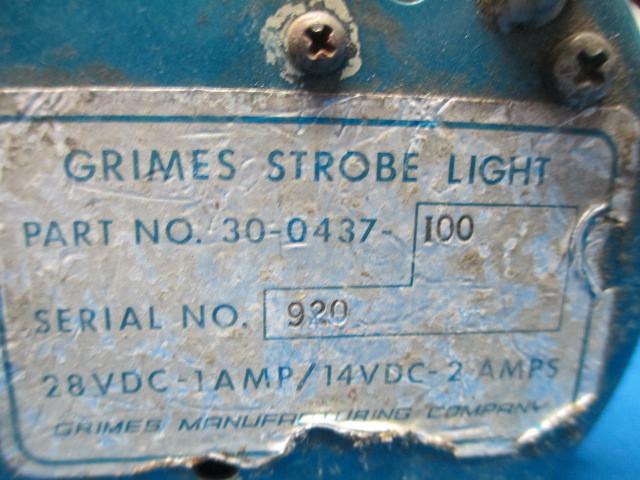 GRIMES STROBE LIGHT
PART NO. 30-0437-100
SERIAL NO. 920
28VDC-1AMP/14VDC-2 AMPS
GRIMES MANUFACTURING COMPANY